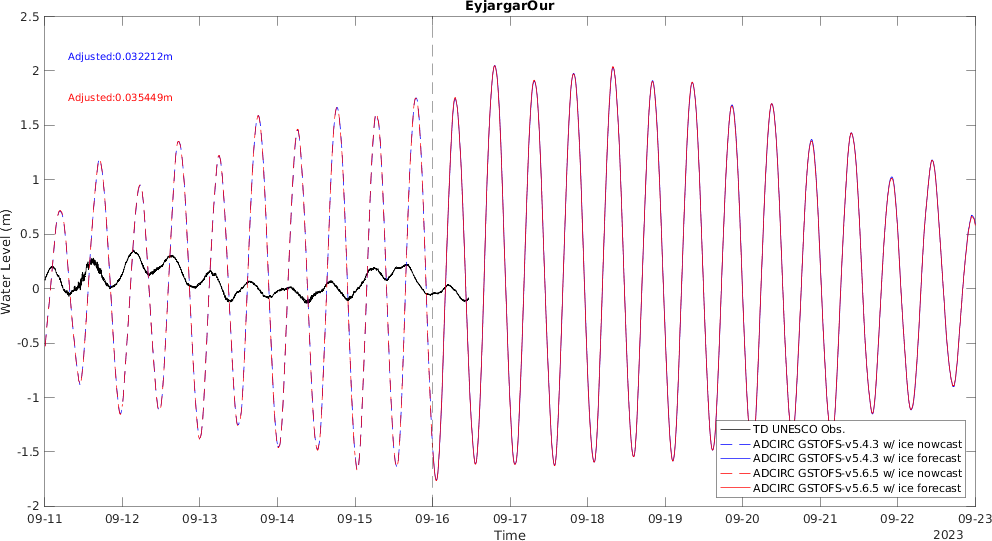 EyjargarOur
Adjusted:0.032212m
Adjusted:0.035449m
2.5
2
1.5
1
0.5
0
-0.5
-1
-1.5
-2
Water Level (m)
TD UNESCO Obs.
ADCIRC GSTOFS-v5.4.3 w/ ice nowcast
ADCIRC GSTOFS-v5.4.3 w/ ice forecast
ADCIRC GSTOFS-v5.6.5 w/ ice nowcast
ADCIRC GSTOFS-v5.6.5 w/ ice forecast
09-11 09-12 09-13 09-14 09-15 09-16 09-17 09-18 09-19 09-20 09-21 09-22 09-23
Time
2023